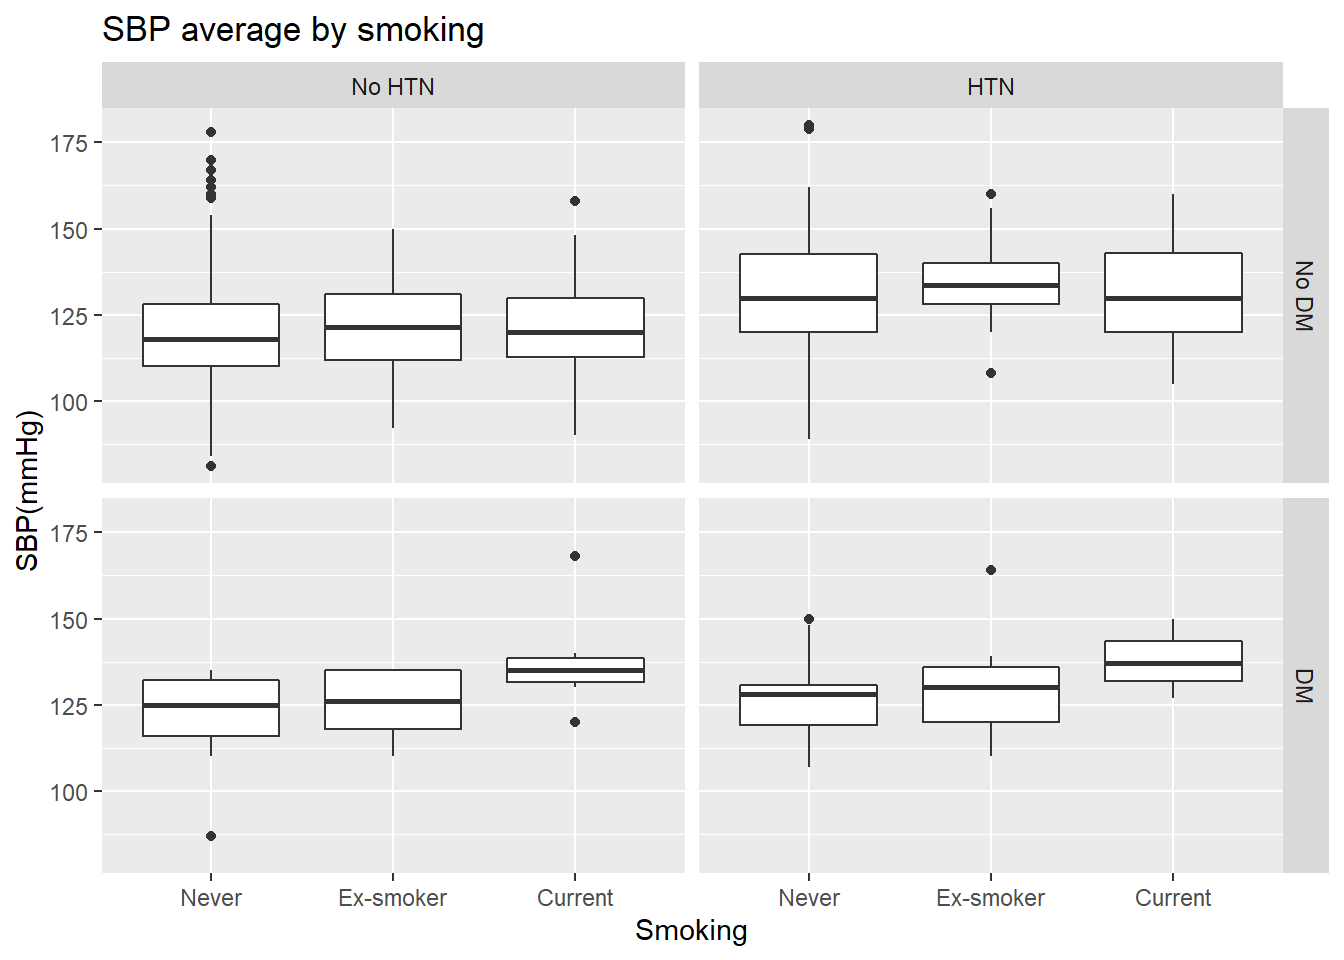 SBP average by smoking
No HTN
HTN
175
150
125
100
No DM
SBP(mmHg)
175
150
125
100
DM
Never
Ex-smoker
Current
Never
Ex-smoker
Current
Smoking